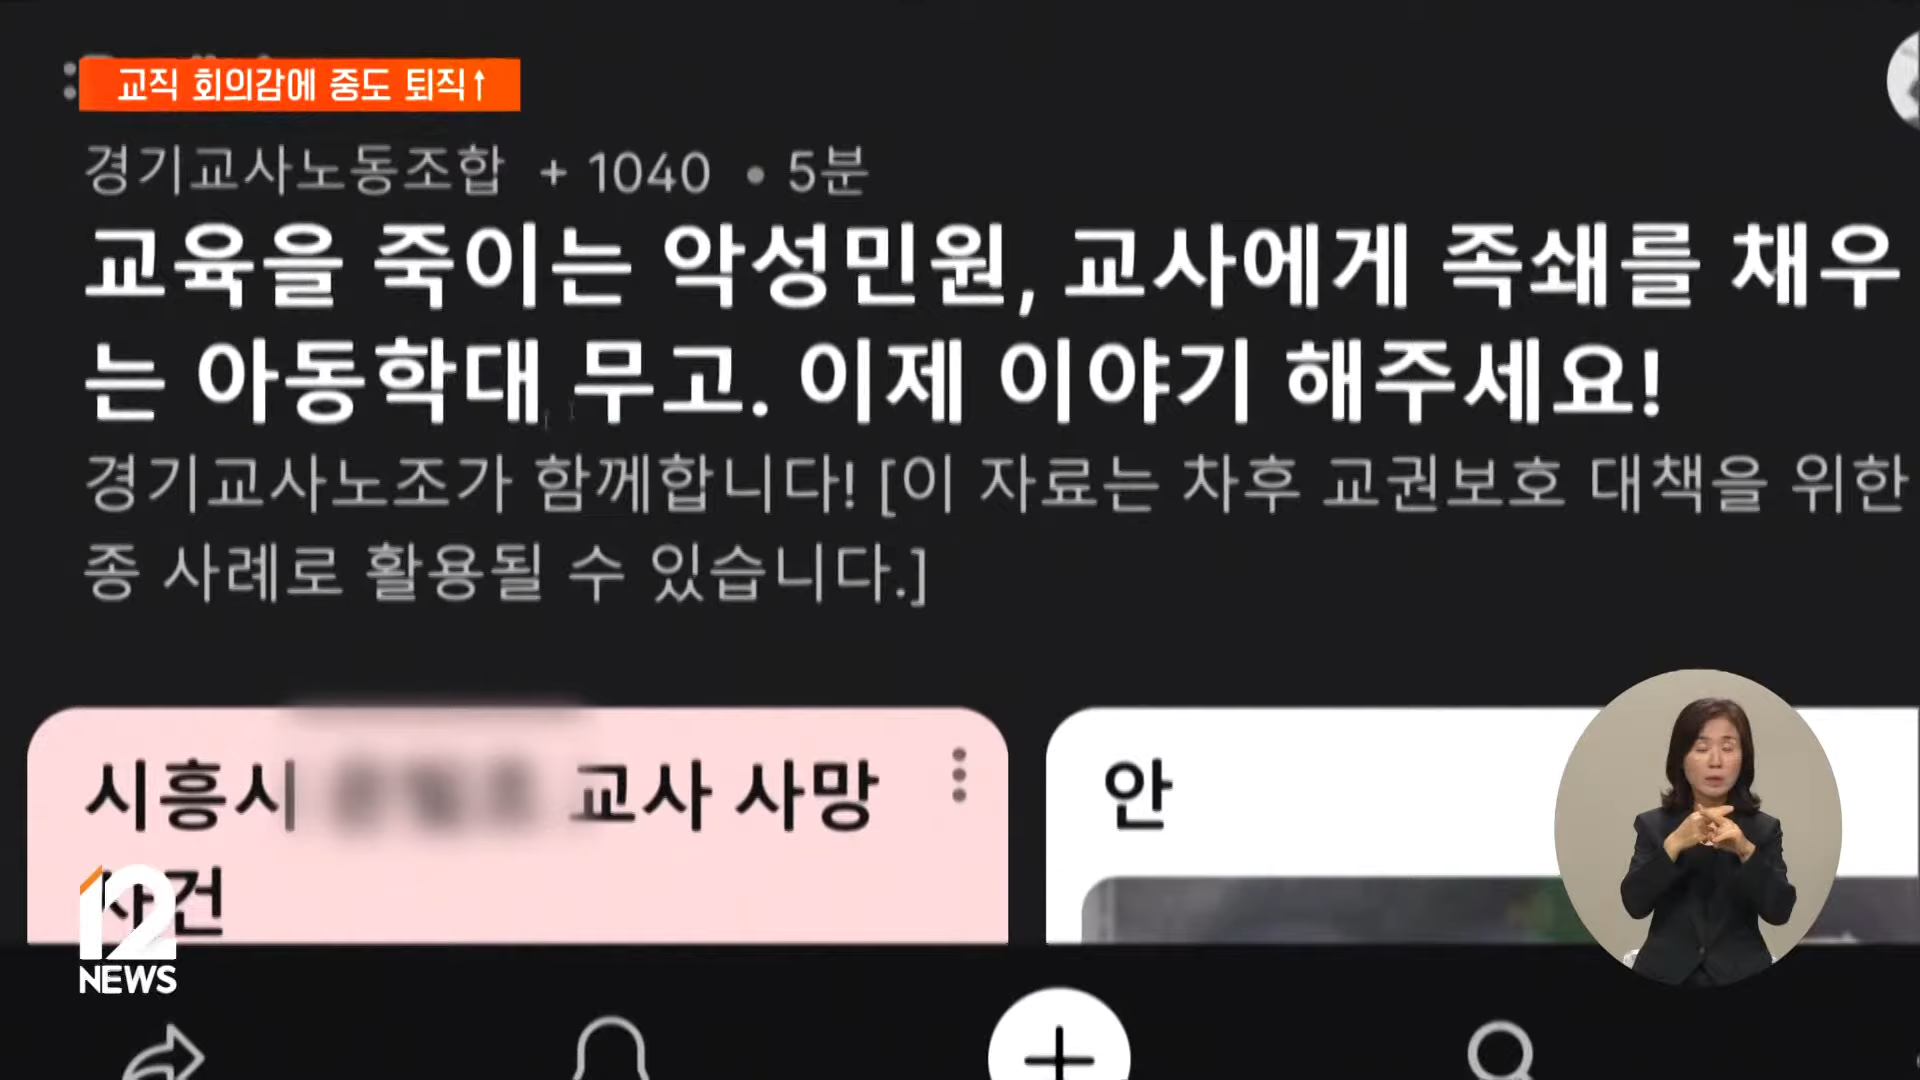 교직 회의감에 중도 퇴직↑
경기교사노동조합 + 1040 • 5분
교육을 죽이는 악성민원, 교사에게 족쇄를 채우
는 아동학대 무고. 이제 이야기 해주세요!
경기교사노조가 함께합니다! [이 자료는 차후 교권보호 대책을 위한
종 사례로 활용될 수 있습니다.]
시흥시 교사 사망
사건
안
12
NEWS